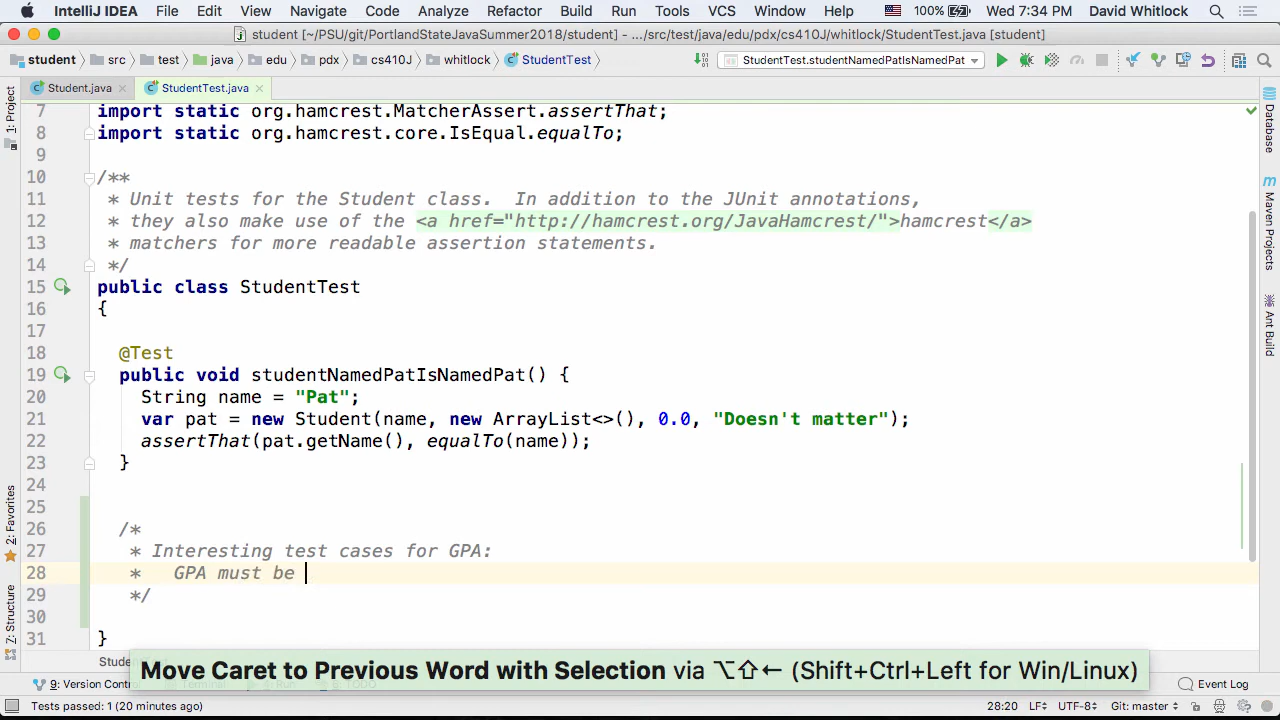 IntelliJ IDEA File Edit View Navigate Code Analyze Refactor Build Run Tools VCS Window Help 100% Wed 7:34 PM David Whitlock
student [~/PSU/git/PortlandStateJavaSummer2018/student] - .../src/test/java/edu/pdx/cs410J/whitlock/StudentTest.java [student]
student src test java edu pdx cs410J whitlock StudentTest StudentTest.studentNamedPatIsNamedPat
Student.java StudentTest.java
1: Project
7 import static org.hamcrest.MatcherAssert.assertThat;
8 import static org.hamcrest.core.IsEqual.equalTo;
9
10 /**
11 * Unit tests for the Student class.  In addition to the JUnit annotations,
12 * they also make use of the <a href="http://hamcrest.org/JavaHamcrest/">hamcrest</a>
13 * matchers for more readable assertion statements.
14 */
15 public class StudentTest
16 {
17
18 @Test
19 public void studentNamedPatIsNamedPat() {
20 String name = "Pat";
21 var pat = new Student(name, new ArrayList<>(), 0.0, "Doesn't matter");
22 assertThat(pat.getName(), equalTo(name));
23 }
24
25
26 /*
27 * Interesting test cases for GPA:
28 *   GPA must be
29 */
30
31 }
Database
Maven Projects
Ant Build
2: Favorites
7: Structure
Move Caret to Previous Word with Selection via ⌥⇧← (Shift+Ctrl+Left for Win/Linux)
9: Version Cont
Event Log
Tests passed: 1 (20 minutes ago) 28:20 LF÷ UTF-8÷ Git: master÷